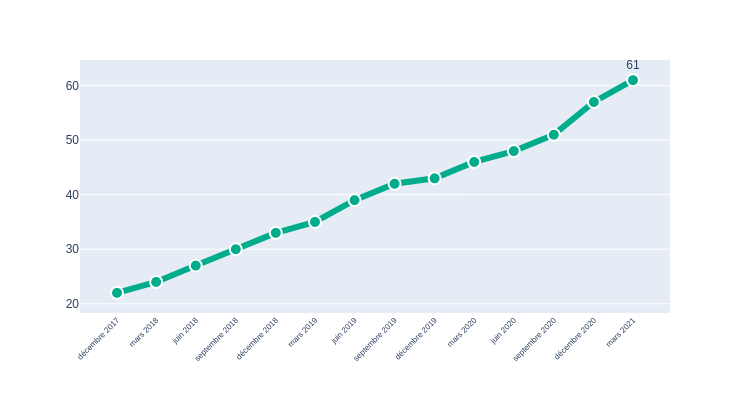 61
60
50
40
30
20
décembre 2017
mars 2018
juin 2018
septembre 2018
décembre 2018
mars 2019
juin 2019
septembre 2019
décembre 2019
mars 2020
juin 2020
septembre 2020
décembre 2020
mars 2021